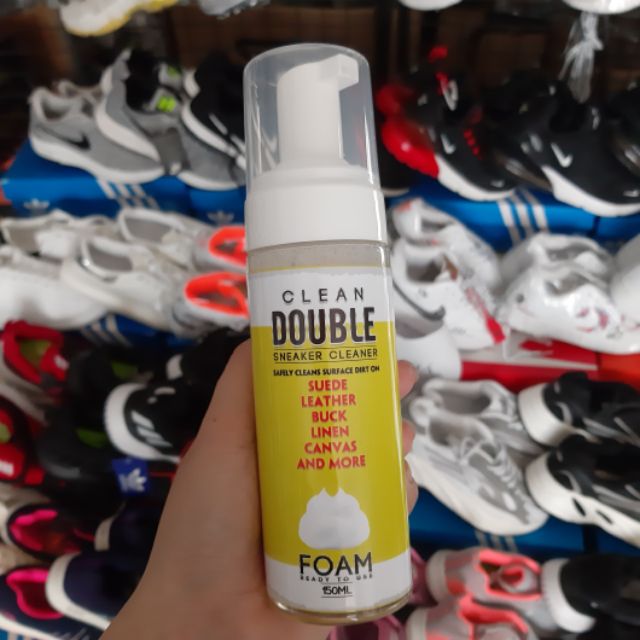 CLEAN
DOUBLE
SNEAKER CLEANER
SAFELY CLEANS SURFACE DIRT ON
SUEDE
LEATHER
BUCK
LINEN
CANVAS
AND MORE
FOAM
READY TO USE
150ML